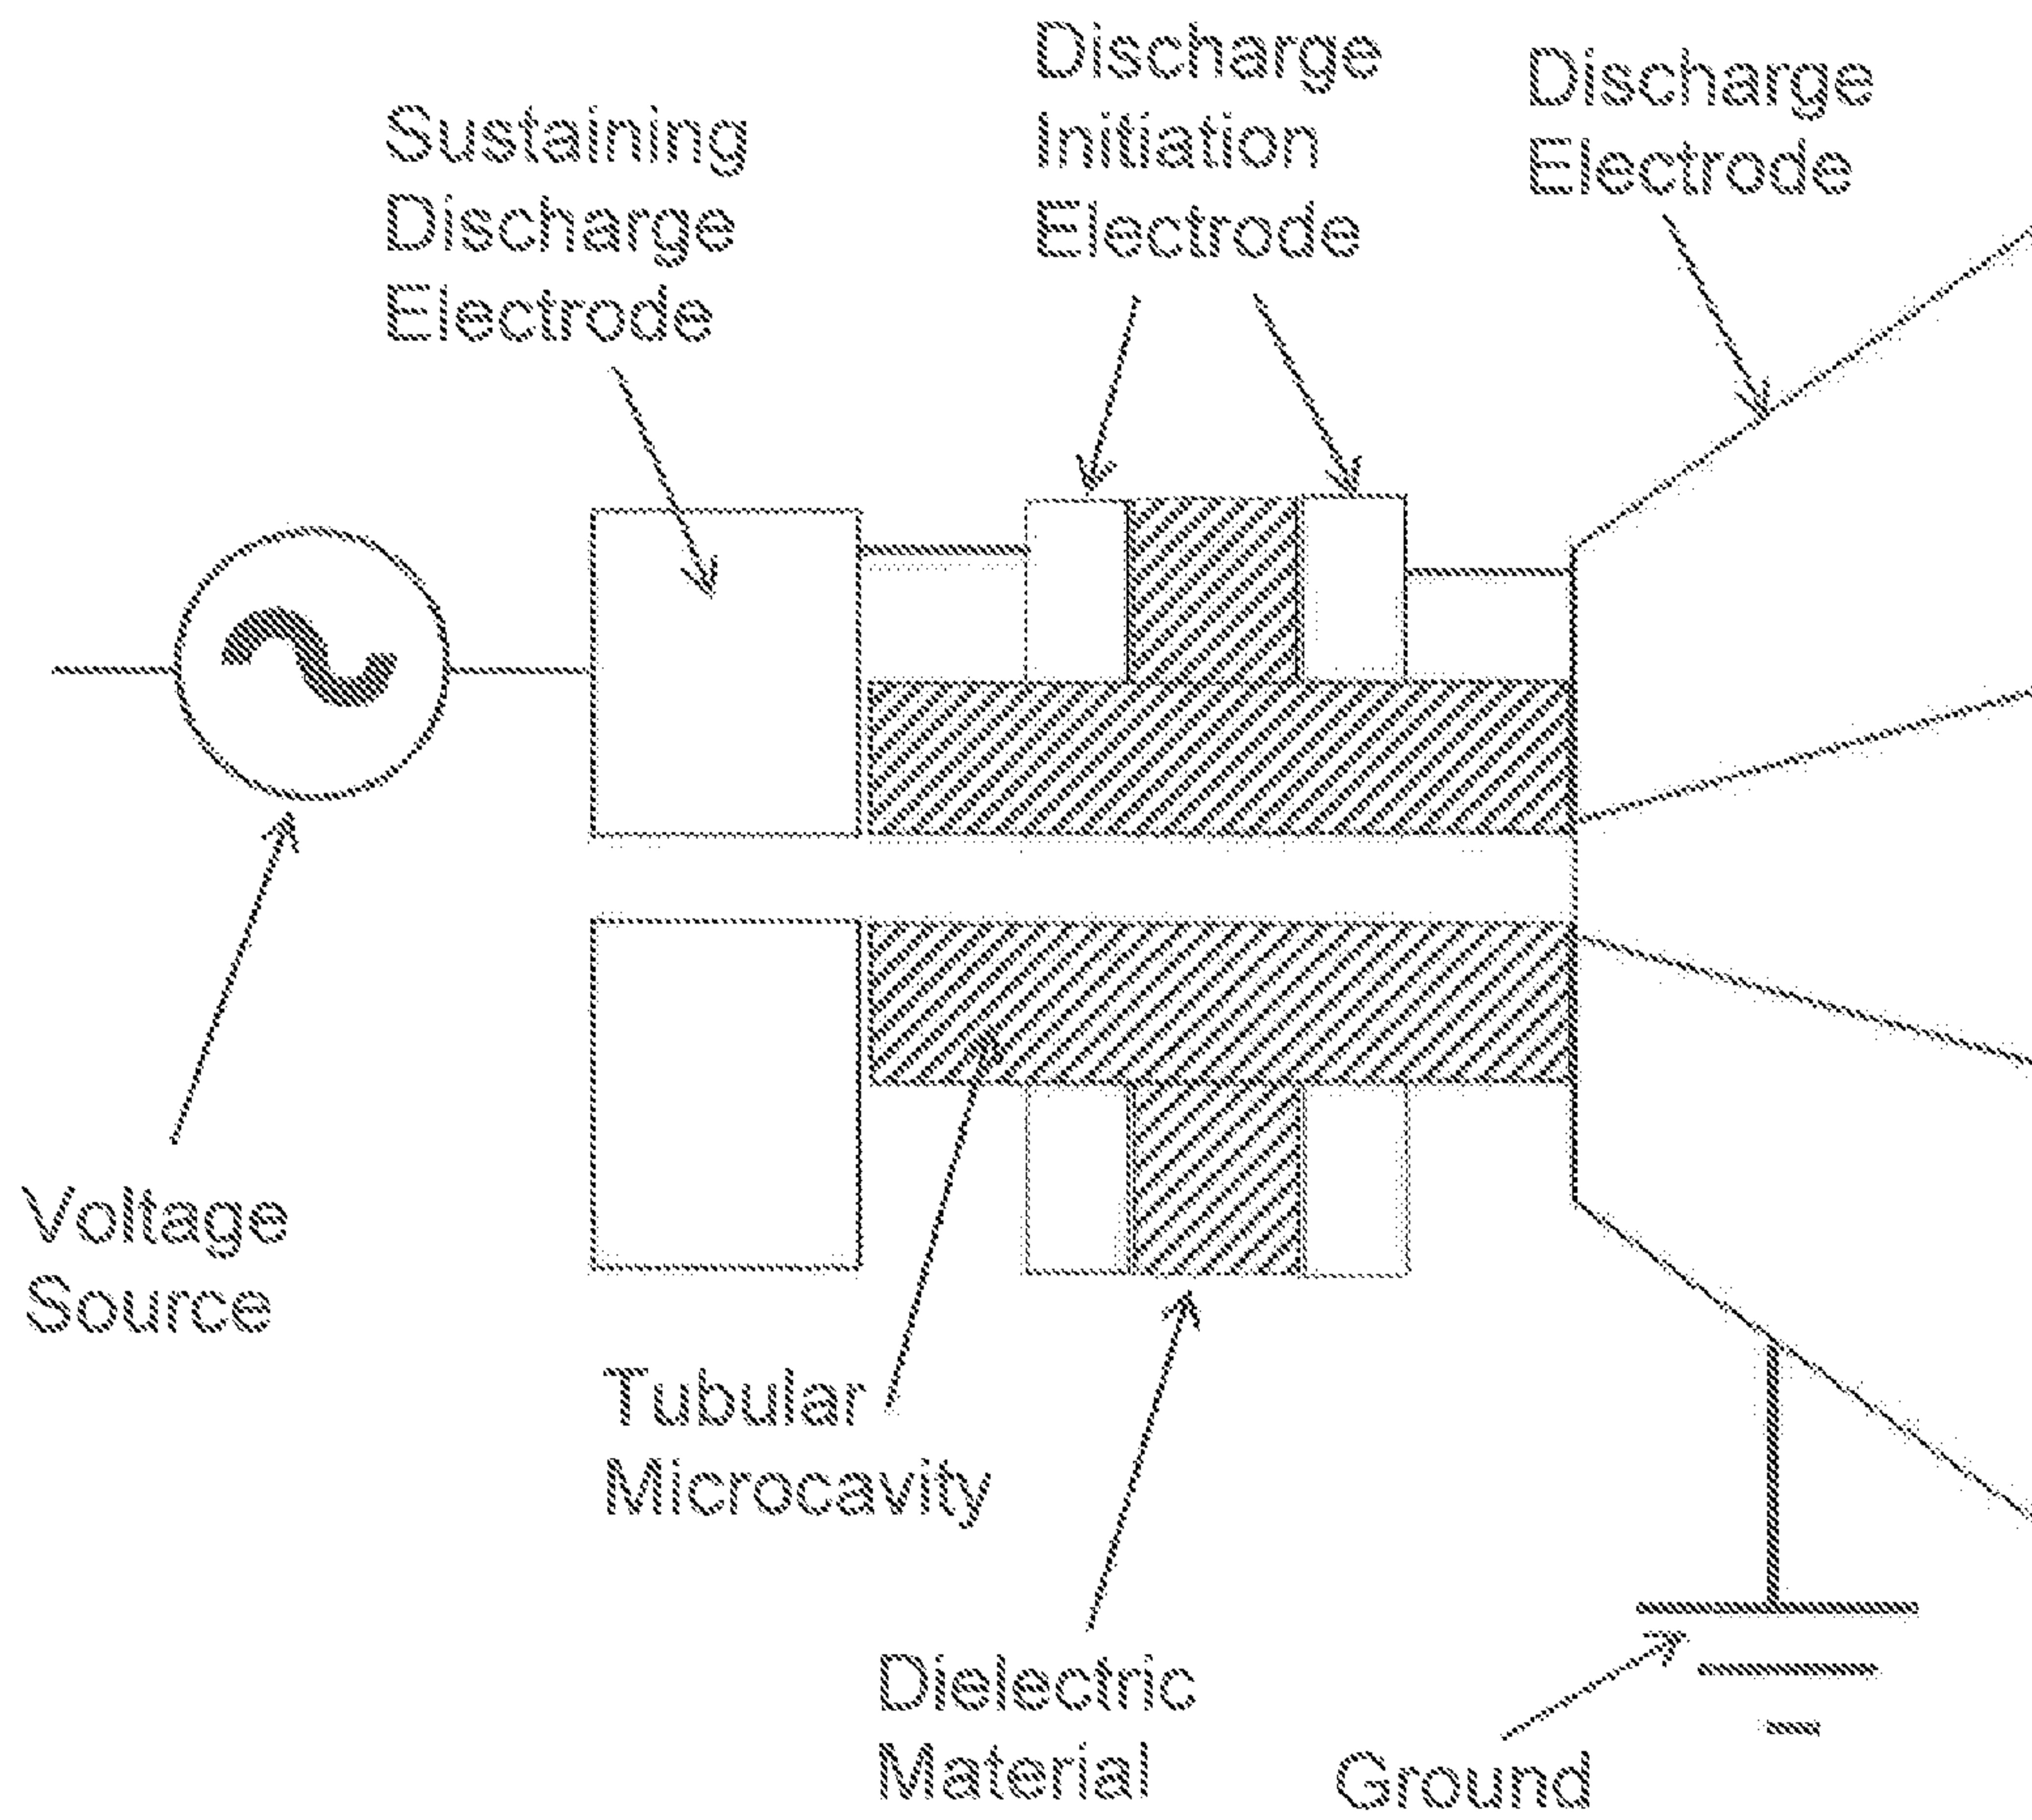 Sustaining
Discharge
Electrode
Discharge
Initiation
Electrode
Discharge
Electrode
Voltage
Source
Tubular
Microcavity
Dielectric
Material
Ground